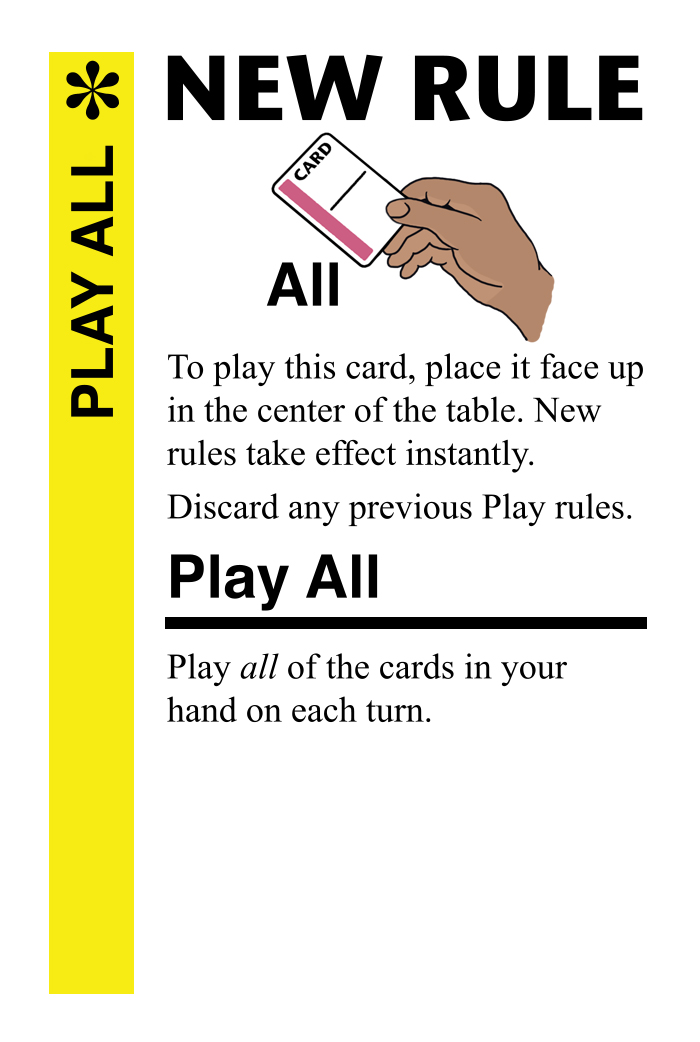 PLAY ALL
NEW RULE
CARD
All
To play this card, place it face up
in the center of the table. New
rules take effect instantly.
Discard any previous Play rules.
Play All
Play all of the cards in your
hand on each turn.